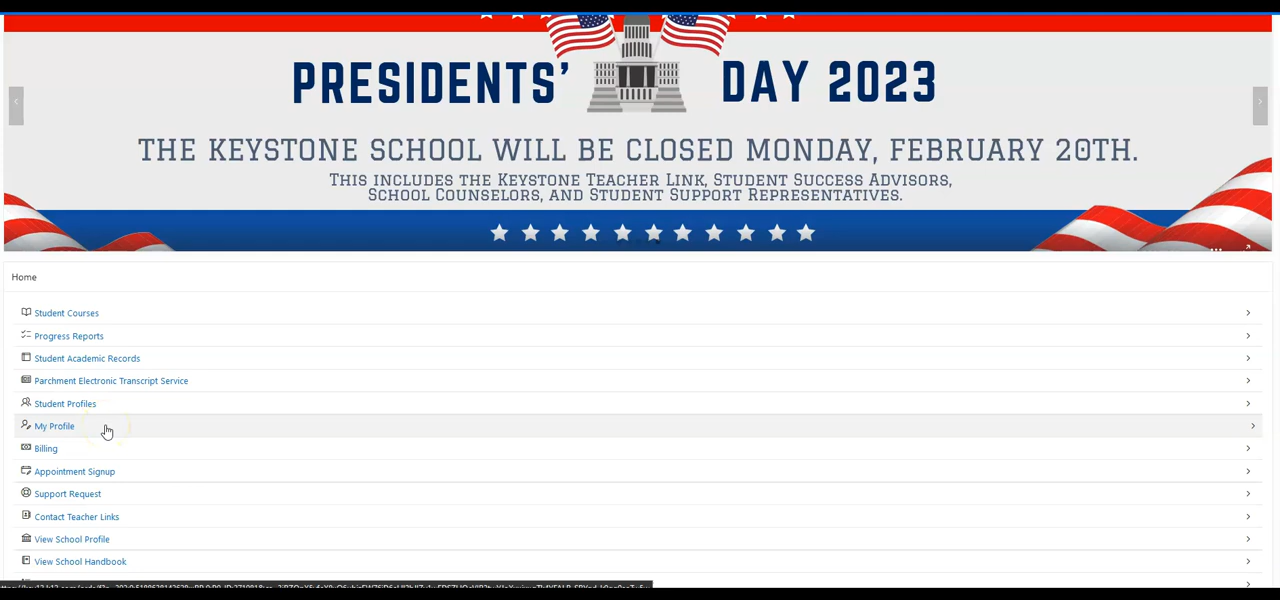 PRESIDENTS' DAY 2023
THE KEYSTONE SCHOOL WILL BE CLOSED MONDAY, FEBRUARY 20TH.
THIS INCLUDES THE KEYSTONE TEACHER LINK, STUDENT SUCCESS ADVISORS,
SCHOOL COUNSELORS, AND STUDENT SUPPORT REPRESENTATIVES.
Home
Student Courses
Progress Reports
Student Academic Records
Parchment Electronic Transcript Service
Student Profiles
My Profile
Billing
Appointment Signup
Support Request
Contact Teacher Links
View School Profile
View School Handbook